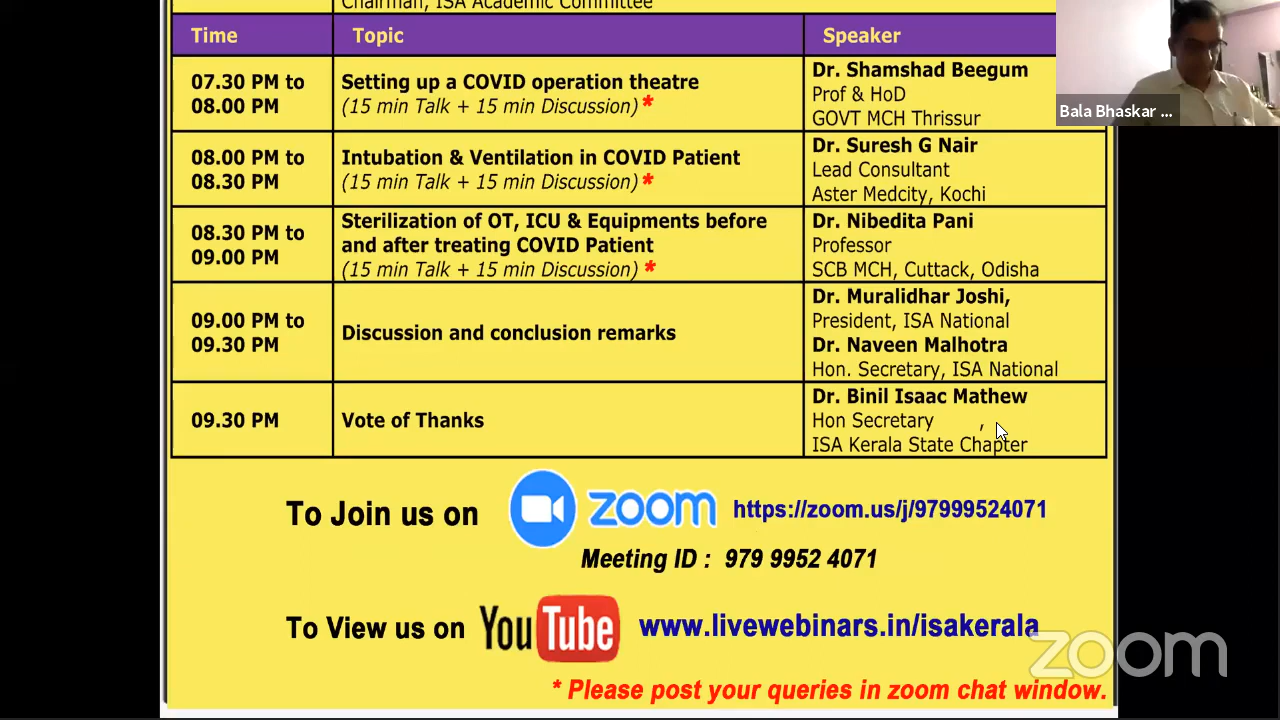 Chairman, ISA Academic Committee
Time Topic Speaker
07.30 PM to
08.00 PM
Setting up a COVID operation theatre
(15 min Talk + 15 min Discussion) *
Dr. Shamshad Beegum
Prof & HoD
GOVT MCH Thrissur
08.00 PM to
08.30 PM
Intubation & Ventilation in COVID Patient
(15 min Talk + 15 min Discussion) *
Dr. Suresh G Nair
Lead Consultant
Aster Medcity, Kochi
08.30 PM to
09.00 PM
Sterilization of OT, ICU & Equipments before
and after treating COVID Patient
(15 min Talk + 15 min Discussion) *
Dr. Nibedita Pani
Professor
SCB MCH, Cuttack, Odisha
09.00 PM to
09.30 PM
Discussion and conclusion remarks
Dr. Muralidhar Joshi,
President, ISA National
Dr. Naveen Malhotra
Hon. Secretary, ISA National
09.30 PM
Vote of Thanks
Dr. Binil Isaac Mathew
Hon Secretary ,
ISA Kerala State Chapter
Bala Bhaskar ...
To Join us on zoom https://zoom.us/j/97999524071
Meeting ID : 979 9952 4071
To View us on YouTube www.livewebinars.in/isakerala
zoom
* Please post your queries in zoom chat window.